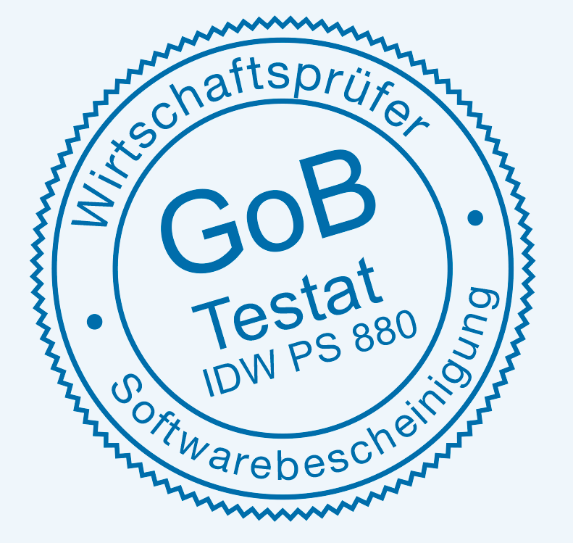 Wirtschaftsprüfer
GoB
Testat
IDW PS 880
Softwarebescheinigung